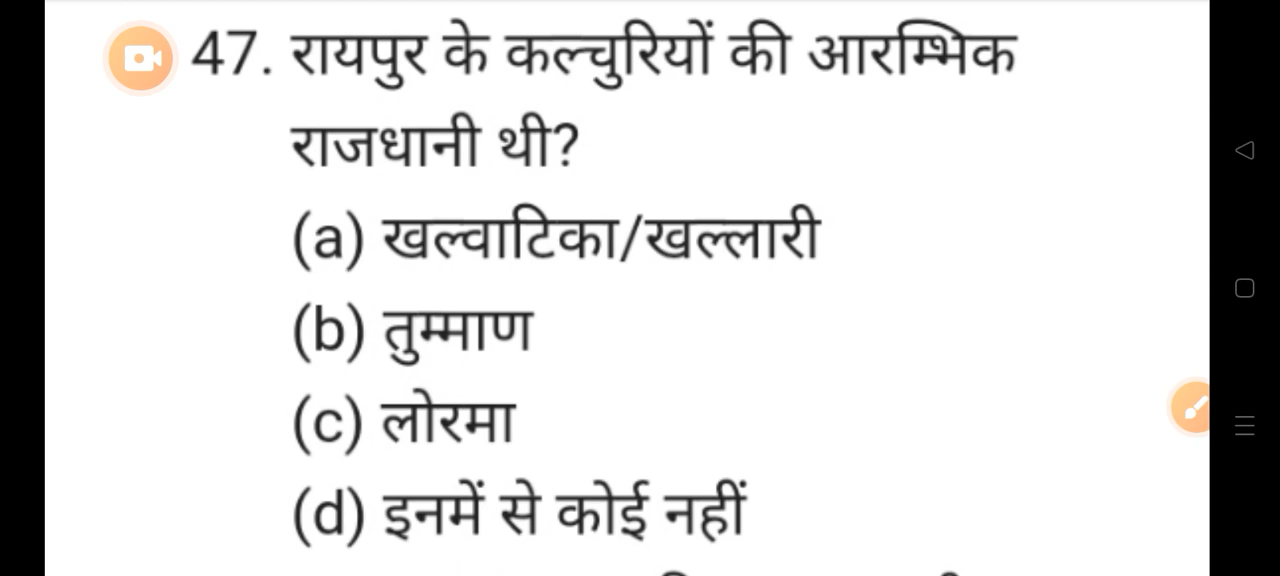 47. रायपुर के कल्चुरियों की आरम्भिक
राजधानी थी?
(a) खल्वाटिका/खल्लारी
(b) तुम्माण
(c) लोरमा
(d) इनमें से कोई नहीं